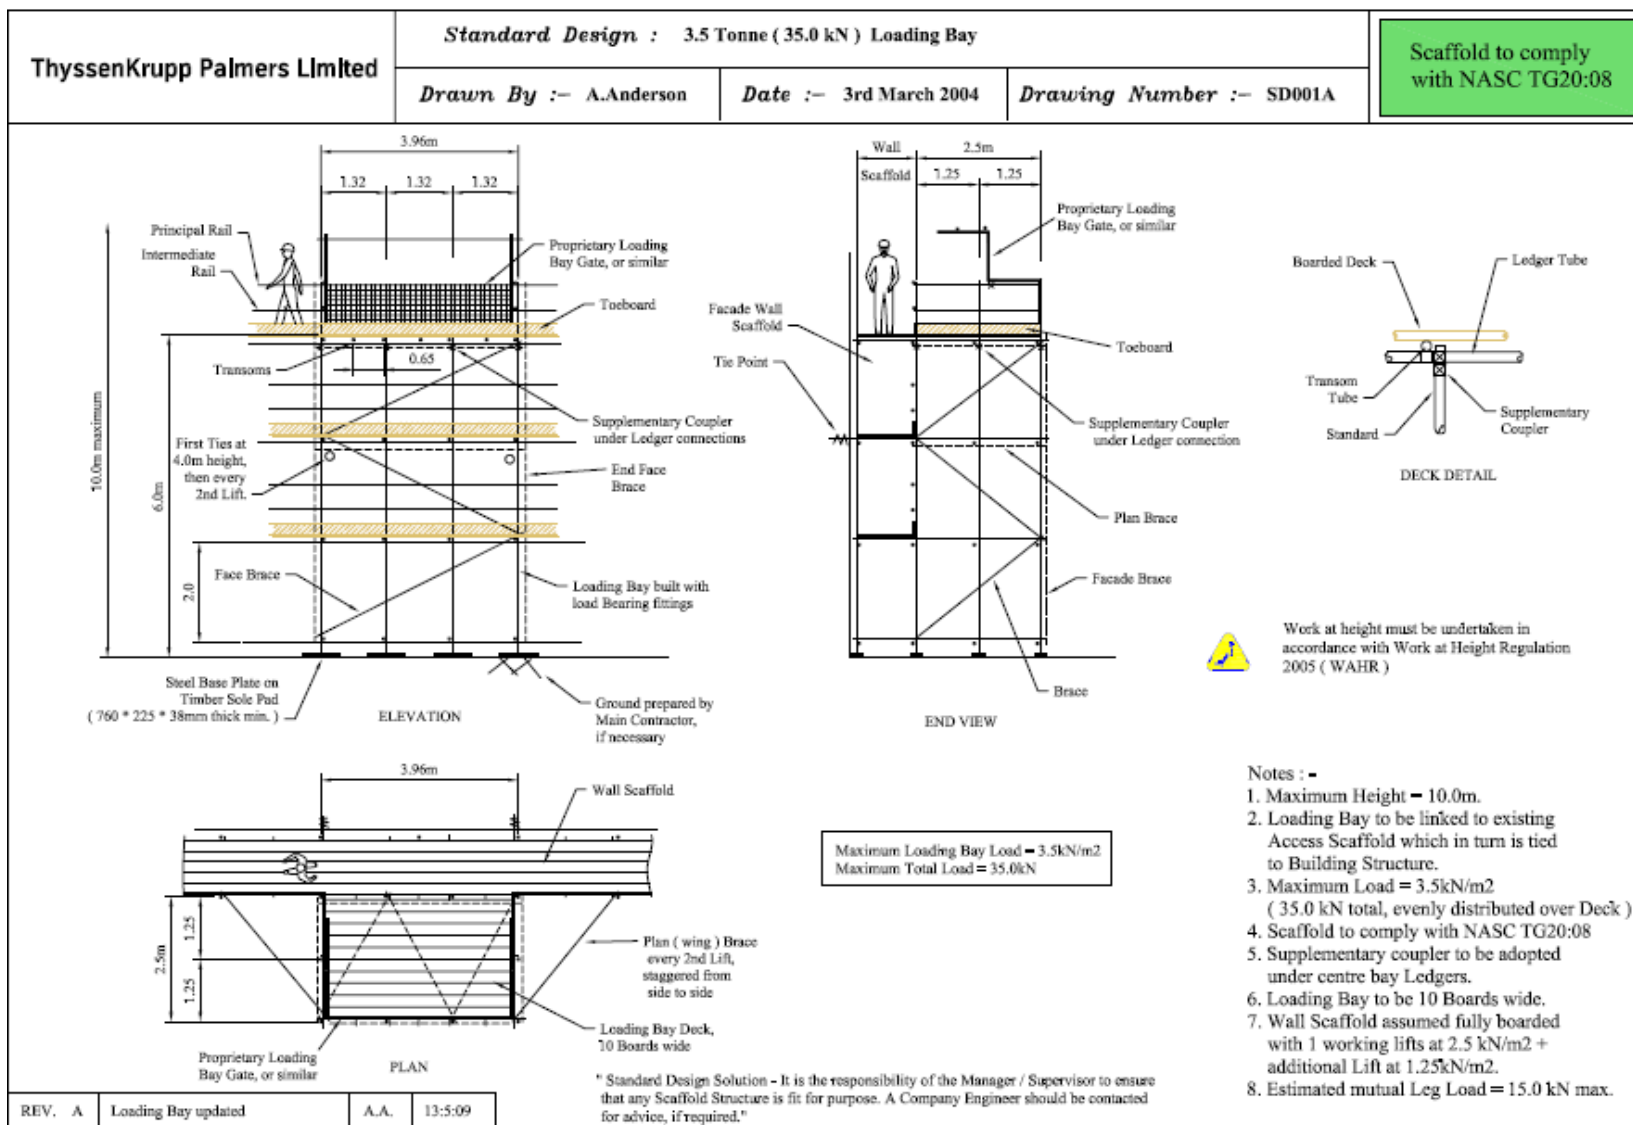 ThyssenKrupp Palmers Limited
Standard Design : 3.5 Tonne ( 35.0 kN ) Loading Bay
Drawn By :- A.Anderson
Date :- 3rd March 2004
Drawing Number :- SD001A
Scaffold to comply
with NASC TG20:08
3.96m
1.32
1.32
1.32
Principal Rail
Intermediate
Rail
Proprietary Loading
Bay Gate, or similar
Toeboard
Transoms
0.65
10.0m maximum
6.0m
2.0
First Ties at
4.0m height,
then every
2nd Lift.
Supplementary Coupler
under Ledger connections
End Face
Brace
Face Brace
Loading Bay built with
load Bearing fittings
Steel Base Plate on
Timber Sole Pad
( 760 * 225 * 38mm thick min. )
ELEVATION
Ground prepared by
Main Contractor,
if necessary
Wall
Scaffold
2.5m
1.25
1.25
Proprietary Loading
Bay Gate, or similar
Facade Wall
Scaffold
Tie Point
Toeboard
Supplementary Coupler
under Ledger connection
Plan Brace
Facade Brace
Brace
END VIEW
Boarded Deck
Ledger Tube
Transom
Tube
Standard
Supplementary
Coupler
DECK DETAIL
Work at height must be undertaken in
accordance with Work at Height Regulation
2005 ( WAHR )
3.96m
Wall Scaffold
2.5m
1.25
1.25
Plan ( wing ) Brace
every 2nd Lift,
staggered from
side to side
Loading Bay Deck,
10 Boards wide
Proprietary Loading
Bay Gate, or similar
PLAN
Maximum Loading Bay Load = 3.5kN/m2
Maximum Total Load = 35.0kN
Notes : -
1. Maximum Height = 10.0m.
2. Loading Bay to be linked to existing
Access Scaffold which in turn is tied
to Building Structure.
3. Maximum Load = 3.5kN/m2
( 35.0 kN total, evenly distributed over Deck )
4. Scaffold to comply with NASC TG20:08
5. Supplementary coupler to be adopted
under centre bay Ledgers.
6. Loading Bay to be 10 Boards wide.
7. Wall Scaffold assumed fully boarded
with 1 working lifts at 2.5 kN/m2 +
additional Lift at 1.25kN/m2.
8. Estimated mutual Leg Load = 15.0 kN max.
" Standard Design Solution - It is the responsibility of the Manager / Supervisor to ensure
that any Scaffold Structure is fit for purpose. A Company Engineer should be contacted
for advice, if required."
REV. A
Loading Bay updated
A.A.
13:5:09